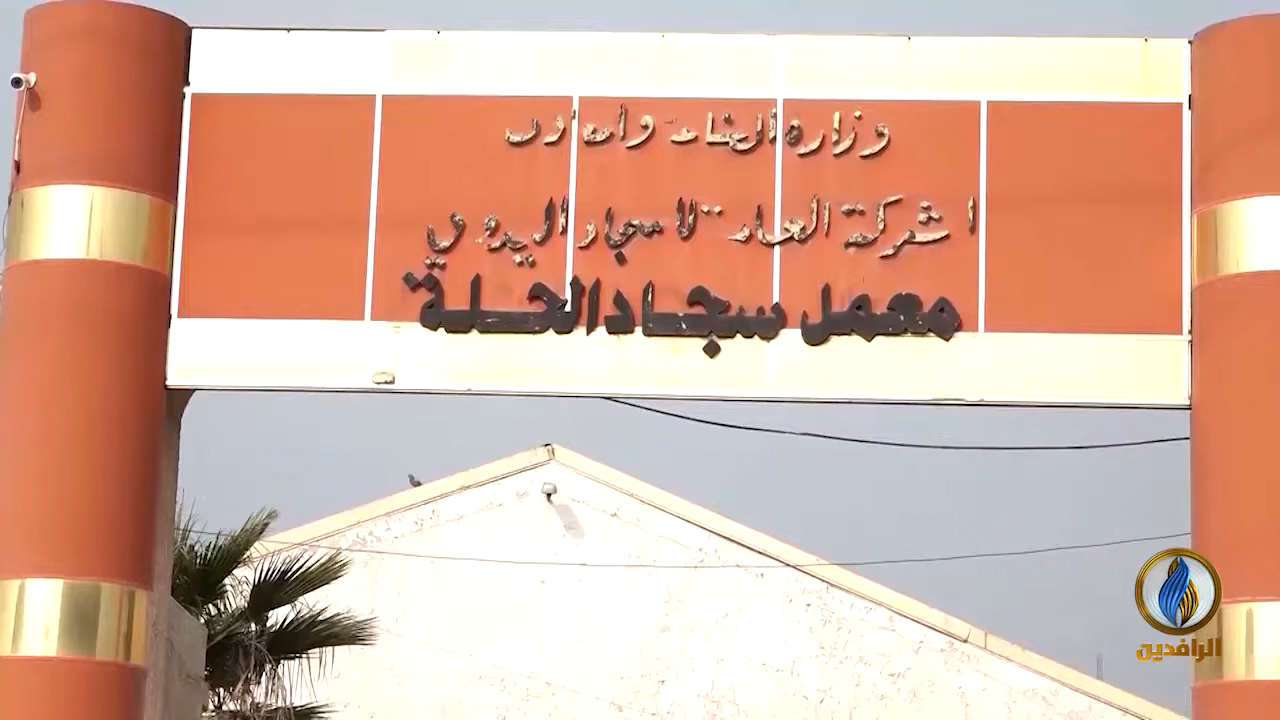 وزارة الصناعة والمعادن
الشركة العامة للسجاد اليدوي
معمل سجاد الحلة
الرافدين